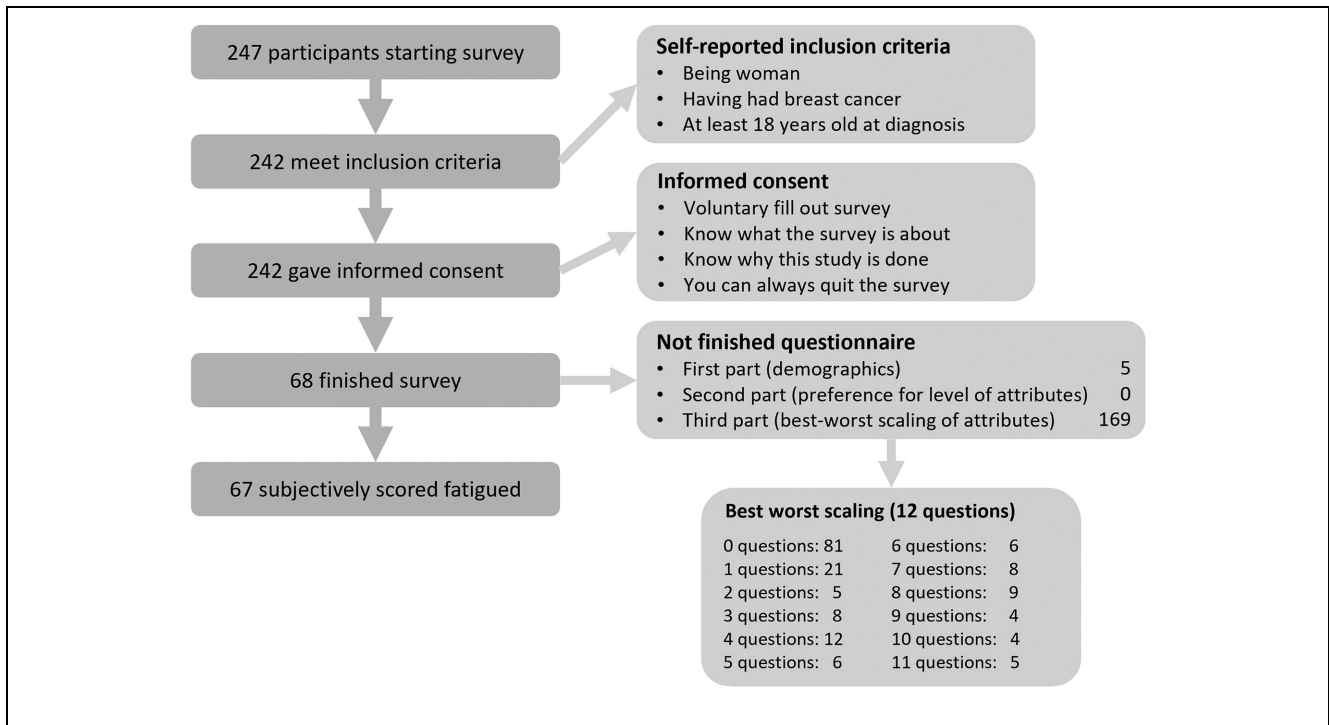 247 participants starting survey
242 meet inclusion criteria
242 gave informed consent
68 finished survey
67 subjectively scored fatigued
Self-reported inclusion criteria
• Being woman
• Having had breast cancer
• At least 18 years old at diagnosis
Informed consent
• Voluntary fill out survey
• Know what the survey is about
• Know why this study is done
• You can always quit the survey
Not finished questionnaire
• First part (demographics) 5
• Second part (preference for level of attributes) 0
• Third part (best-worst scaling of attributes) 169
Best worst scaling (12 questions)
0 questions: 81 6 questions: 6
1 questions: 21 7 questions: 8
2 questions: 5 8 questions: 9
3 questions: 8 9 questions: 4
4 questions: 12 10 questions: 4
5 questions: 6 11 questions: 5